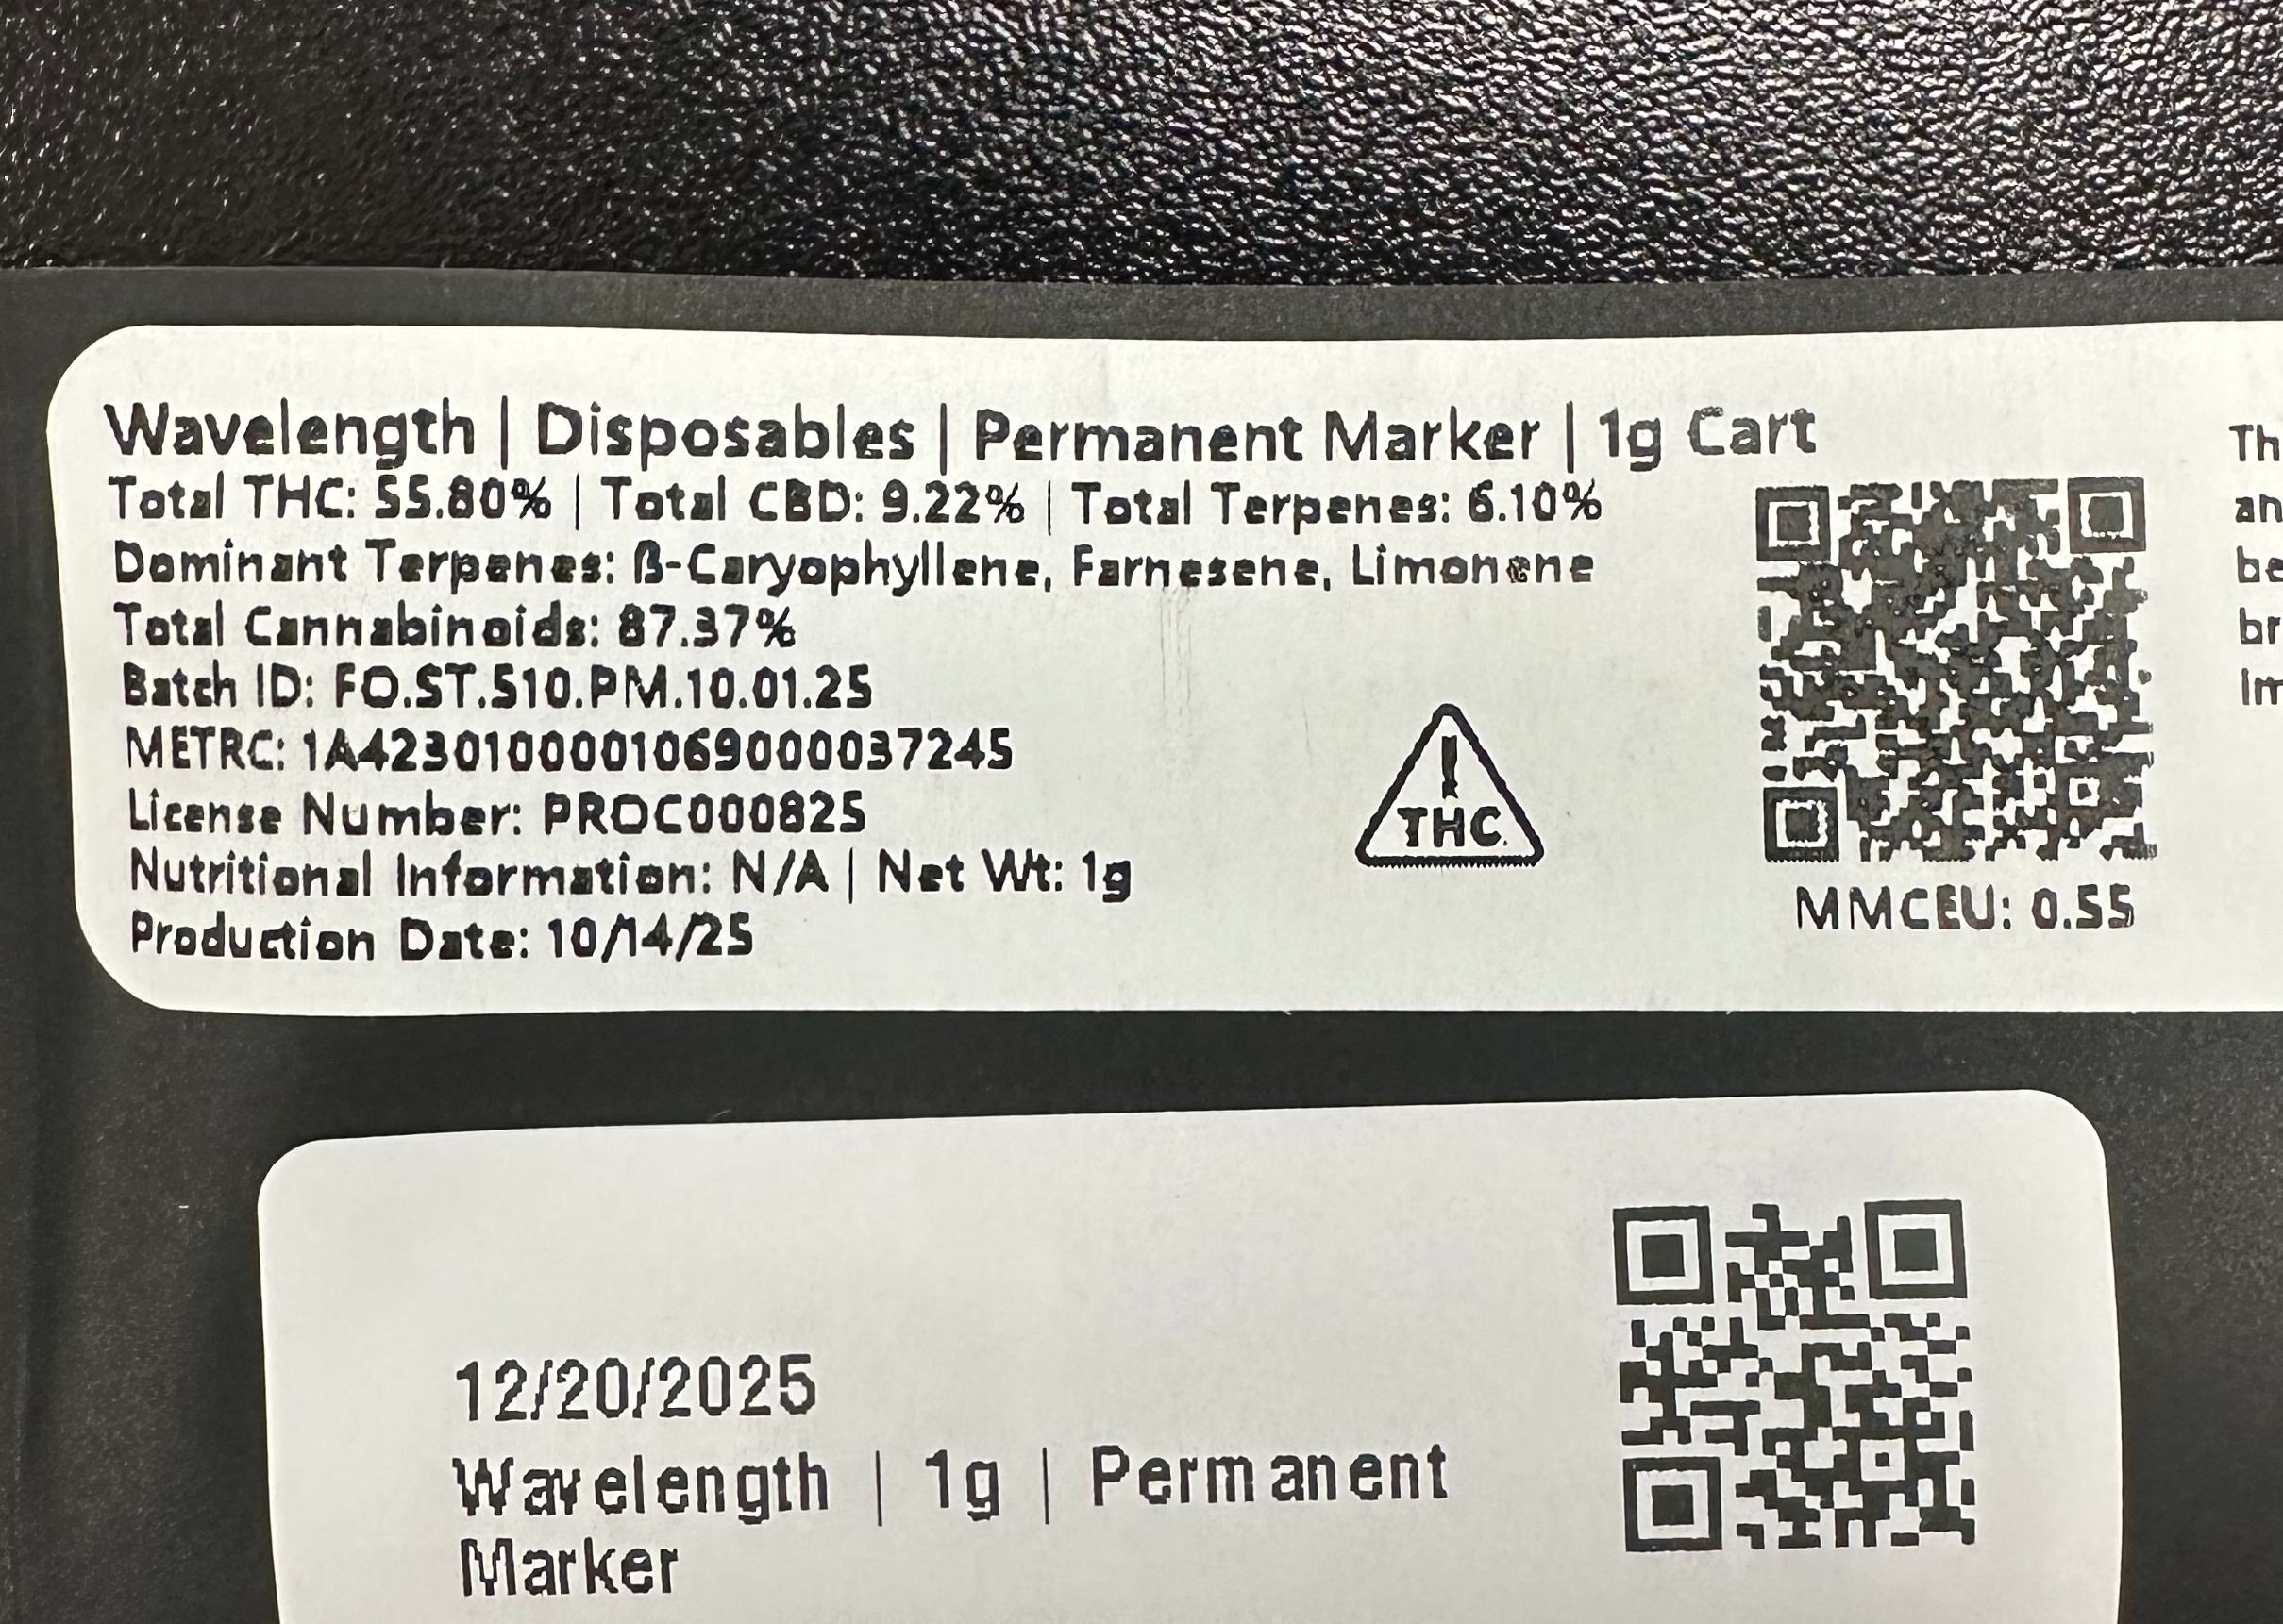 Wavelength | Disposables | Permanent Marker | 1g Cart
Total THC: 55.80% | Total CBD: 9.22% | Total Terpenes: 6.10%
Dominant Terpenes: ß-Caryophyllene, Farnesene, Limonene
Total Cannabinoids: 87.37%
Batch ID: FO.ST.510.PM.10.01.25
METRC: 1A4230100001069000037245
License Number: PROC000825
Nutritional Information: N/A | Net Wt: 1g
Production Date: 10/14/25
!
THC
MMCEU: 0.55
12/20/2025
Wavelength | 1g | Permanent
Marker